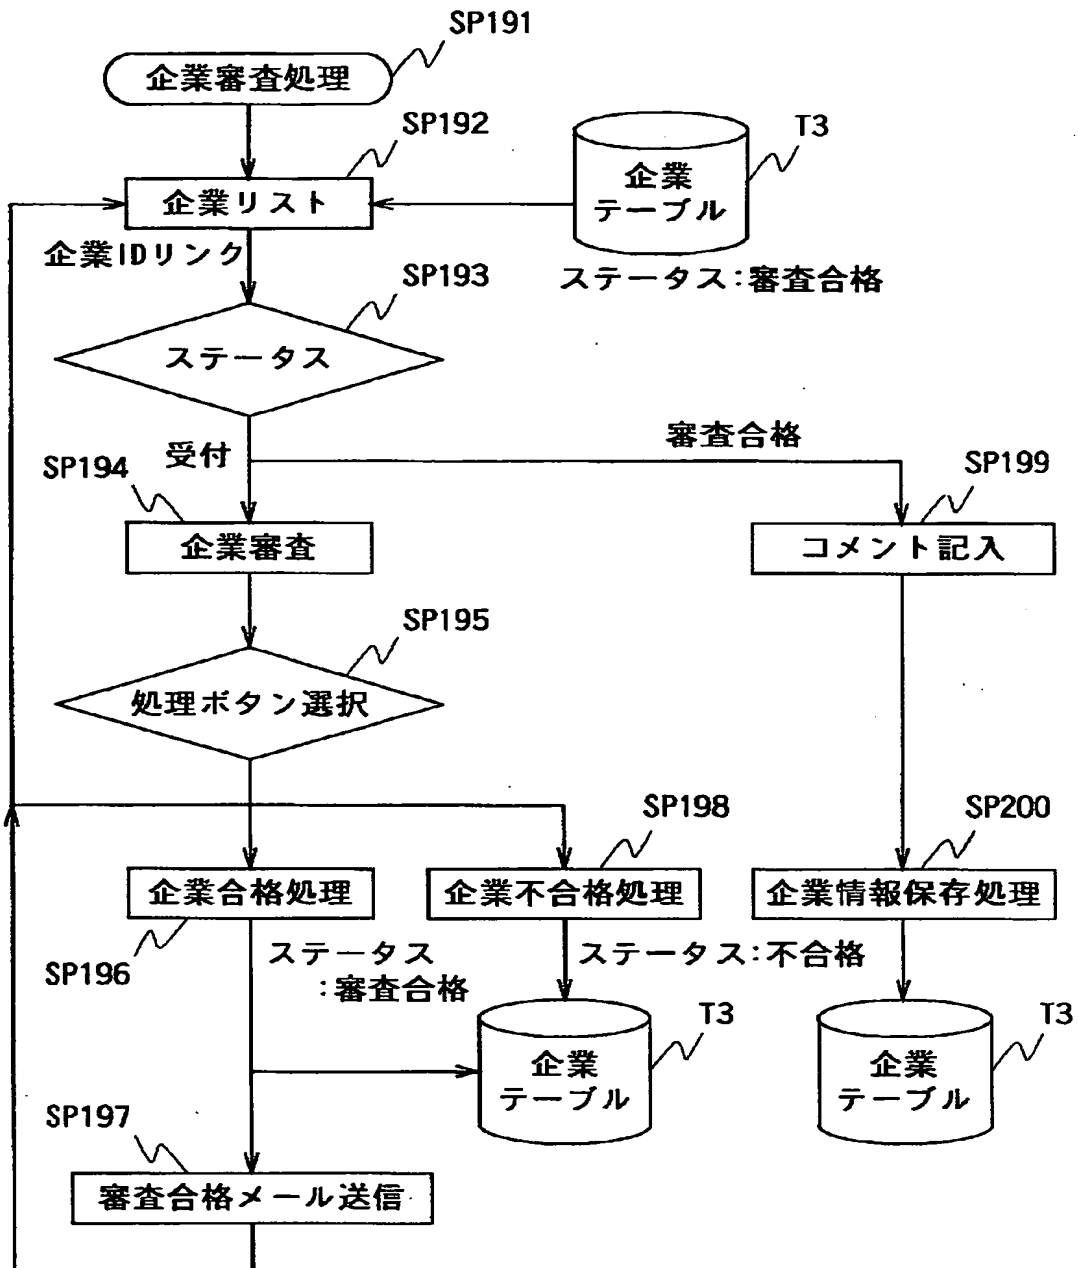 SP191
企業審査処理
SP192
T3
企業リスト
企業
テーブル
企業IDリンク
ステータス:審査合格
SP193
ステータス
受付
審査合格
SP194
SP199
企業審査
コメント記入
SP195
処理ボタン選択
SP198
SP200
企業合格処理
企業不合格処理
企業情報保存処理
SP196
ステータス
:審査合格
ステータス:不合格
T3
T3
企業
テーブル
企業
テーブル
SP197
審査合格メール送信